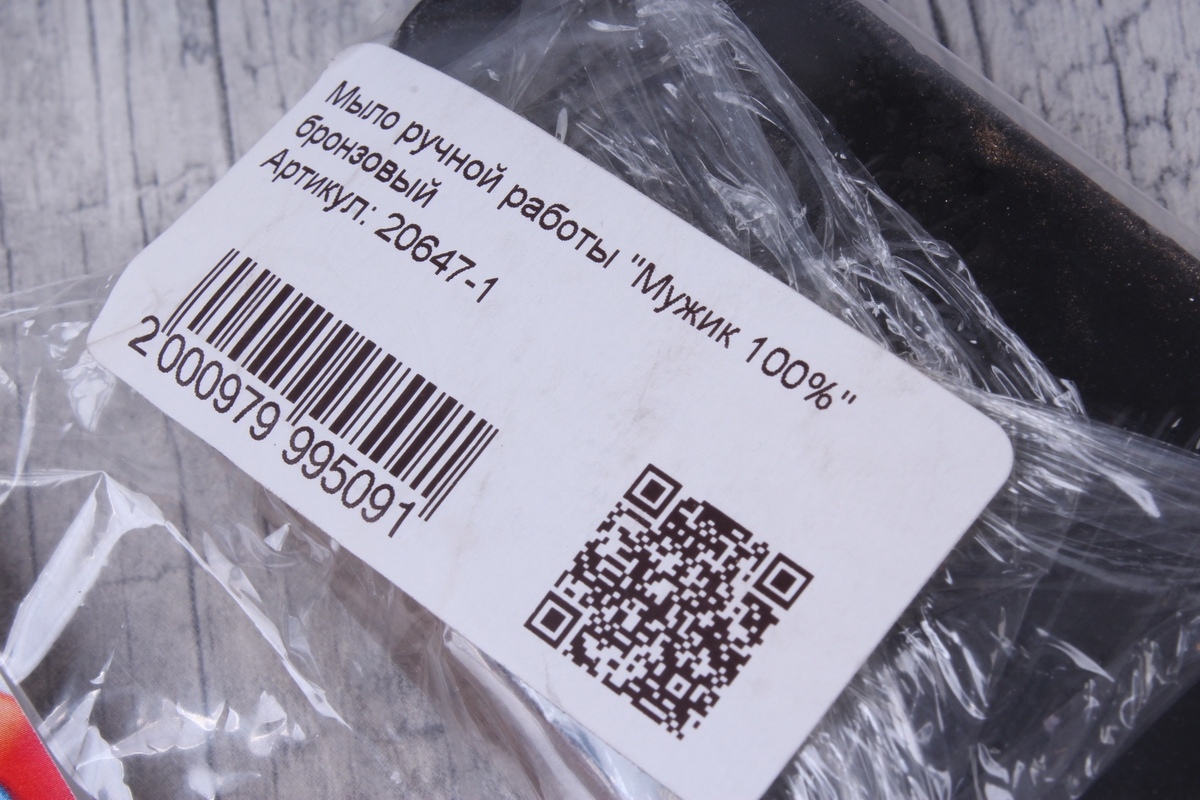 Мыло ручной работы "Мужик 100%"
бронзовый
Артикул: 20647-1
2 000979 995091